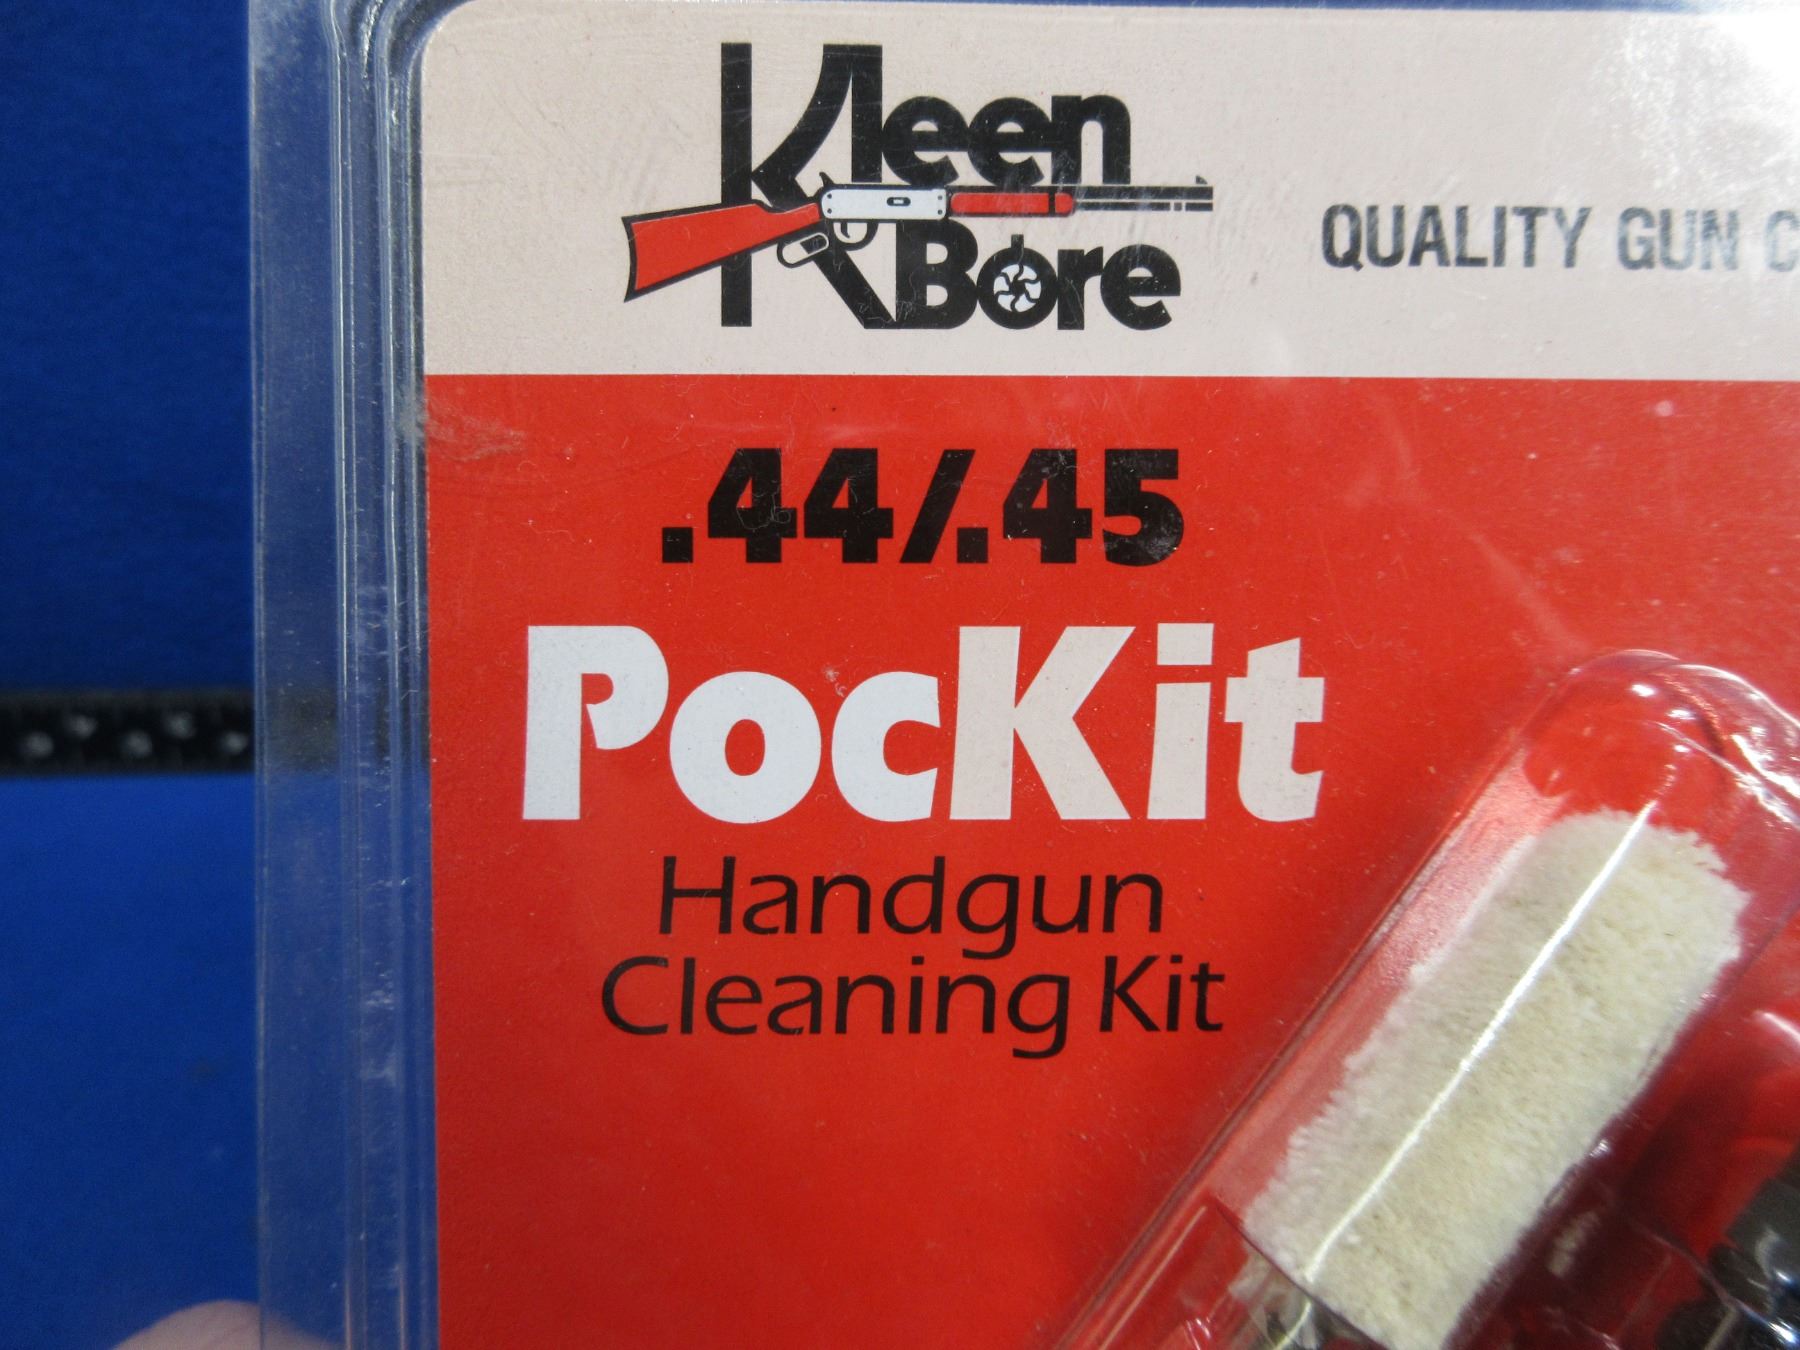 Kleen
Bore
QUALITY GUN
.44/.45
PocKit
Handgun
Cleaning Kit